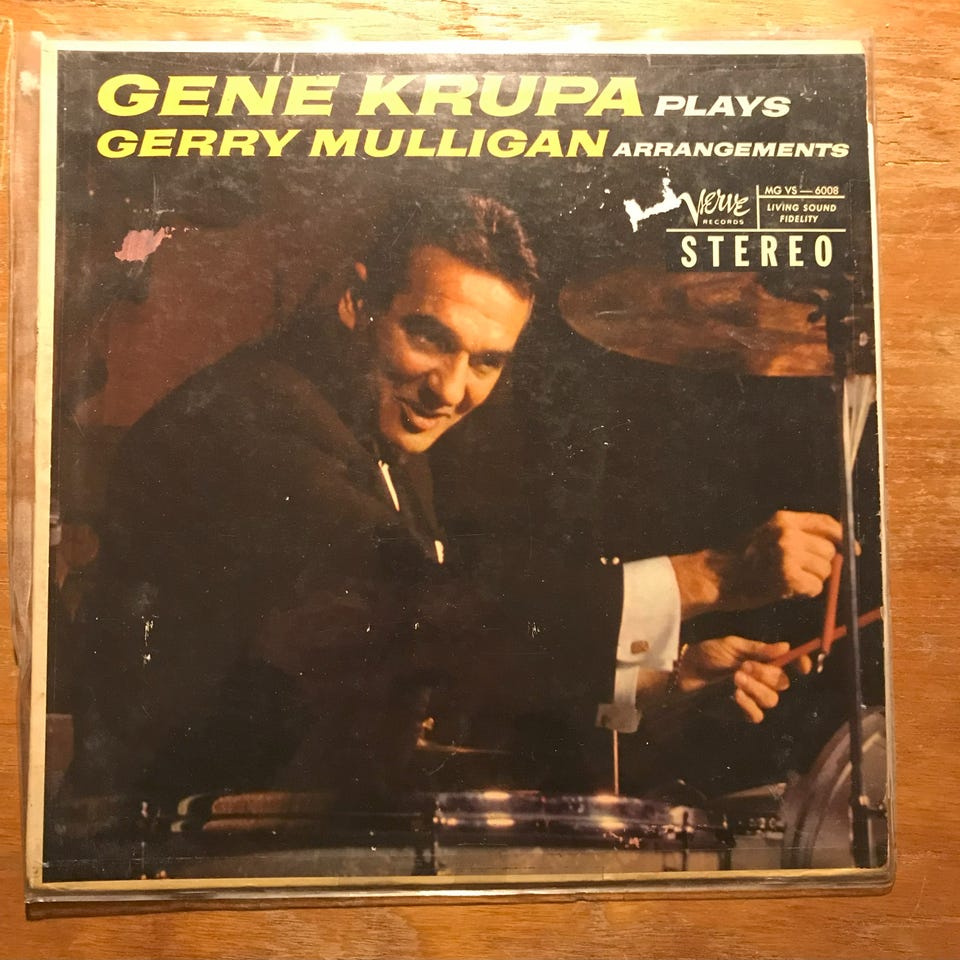 GENE KRUPA PLAYS
GERRY MULLIGAN ARRANGEMENTS
Verve
RECORDS
MG VS — 6008
LIVING SOUND
FIDELITY
STEREO